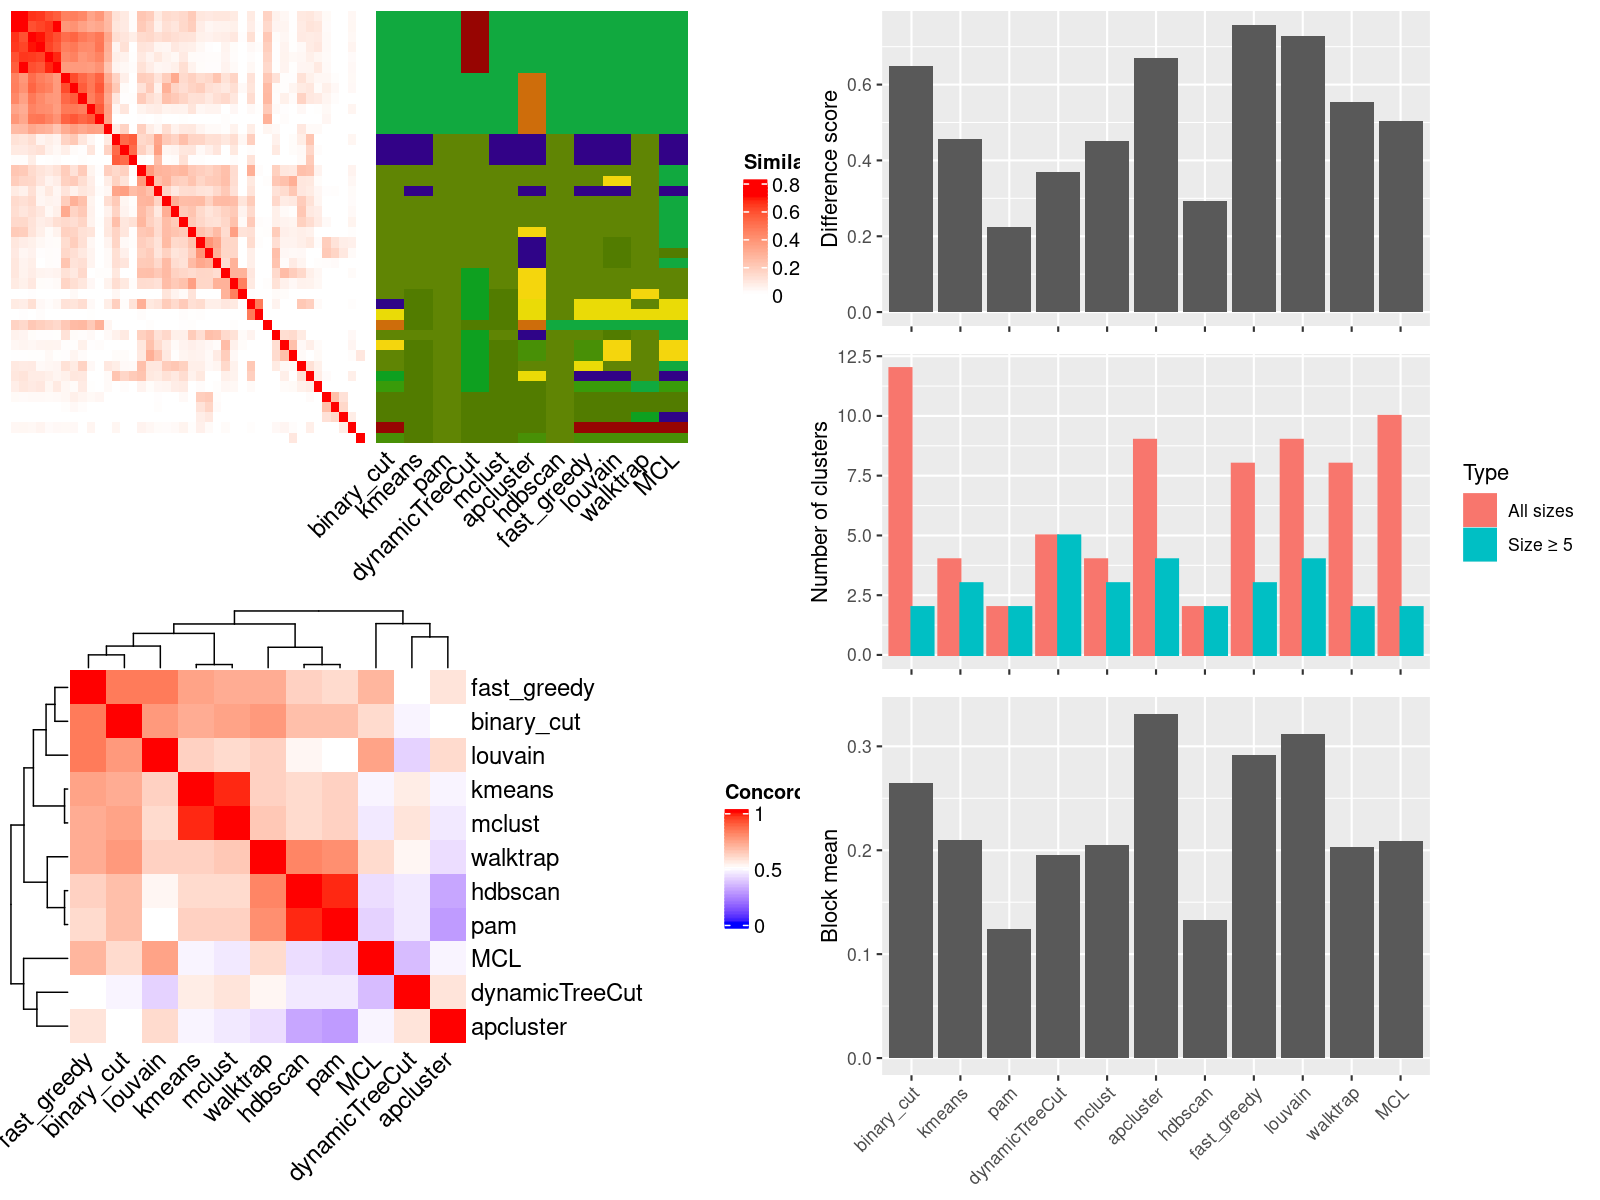 Simila
0.8
0.6
0.4
0.2
0
binary_cut
kmeans
pam
dynamicTreeCut
mclust
apcluster
hdbscan
fast_greedy
louvain
walktrap
MCL
Difference score
0.6
0.4
0.2
0.0
Number of clusters
12.5
10.0
7.5
5.0
2.5
0.0
Type
All sizes
Size ≥ 5
fast_greedy
binary_cut
louvain
kmeans
mclust
walktrap
hdbscan
pam
MCL
dynamicTreeCut
apcluster
fast_greedy
binary_cut
louvain
kmeans
mclust
walktrap
hdbscan
pam
MCL
dynamicTreeCut
apcluster
Concord
1
0.5
0
Block mean
0.3
0.2
0.1
0.0
binary_cut
kmeans
pam
dynamicTreeCut
mclust
apcluster
hdbscan
fast_greedy
louvain
walktrap
MCL